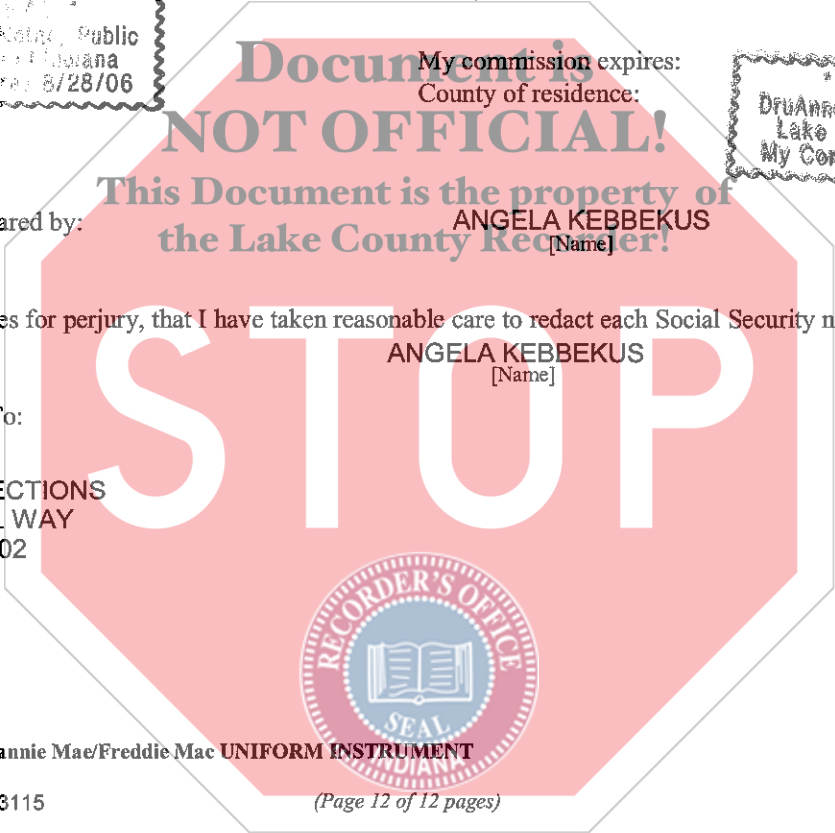 Public
8/28/06
Document is
NOT OFFICIAL!
This Document is the property of
the Lake County Recorder!
My commission expires:
County of residence:
DruAnn
Lake
My Co
ared by:
ANGELA KEBBEKUS
[Name]
es for perjury, that I have taken reasonable care to redact each Social Security n
ANGELA KEBBEKUS
[Name]
o:
ECTIONS
WAY
02
STOP
RECORDER'S OFFICE
SEAL
INDIANA
annie Mae/Freddie Mac UNIFORM INSTRUMENT
3115
(Page 12 of 12 pages)